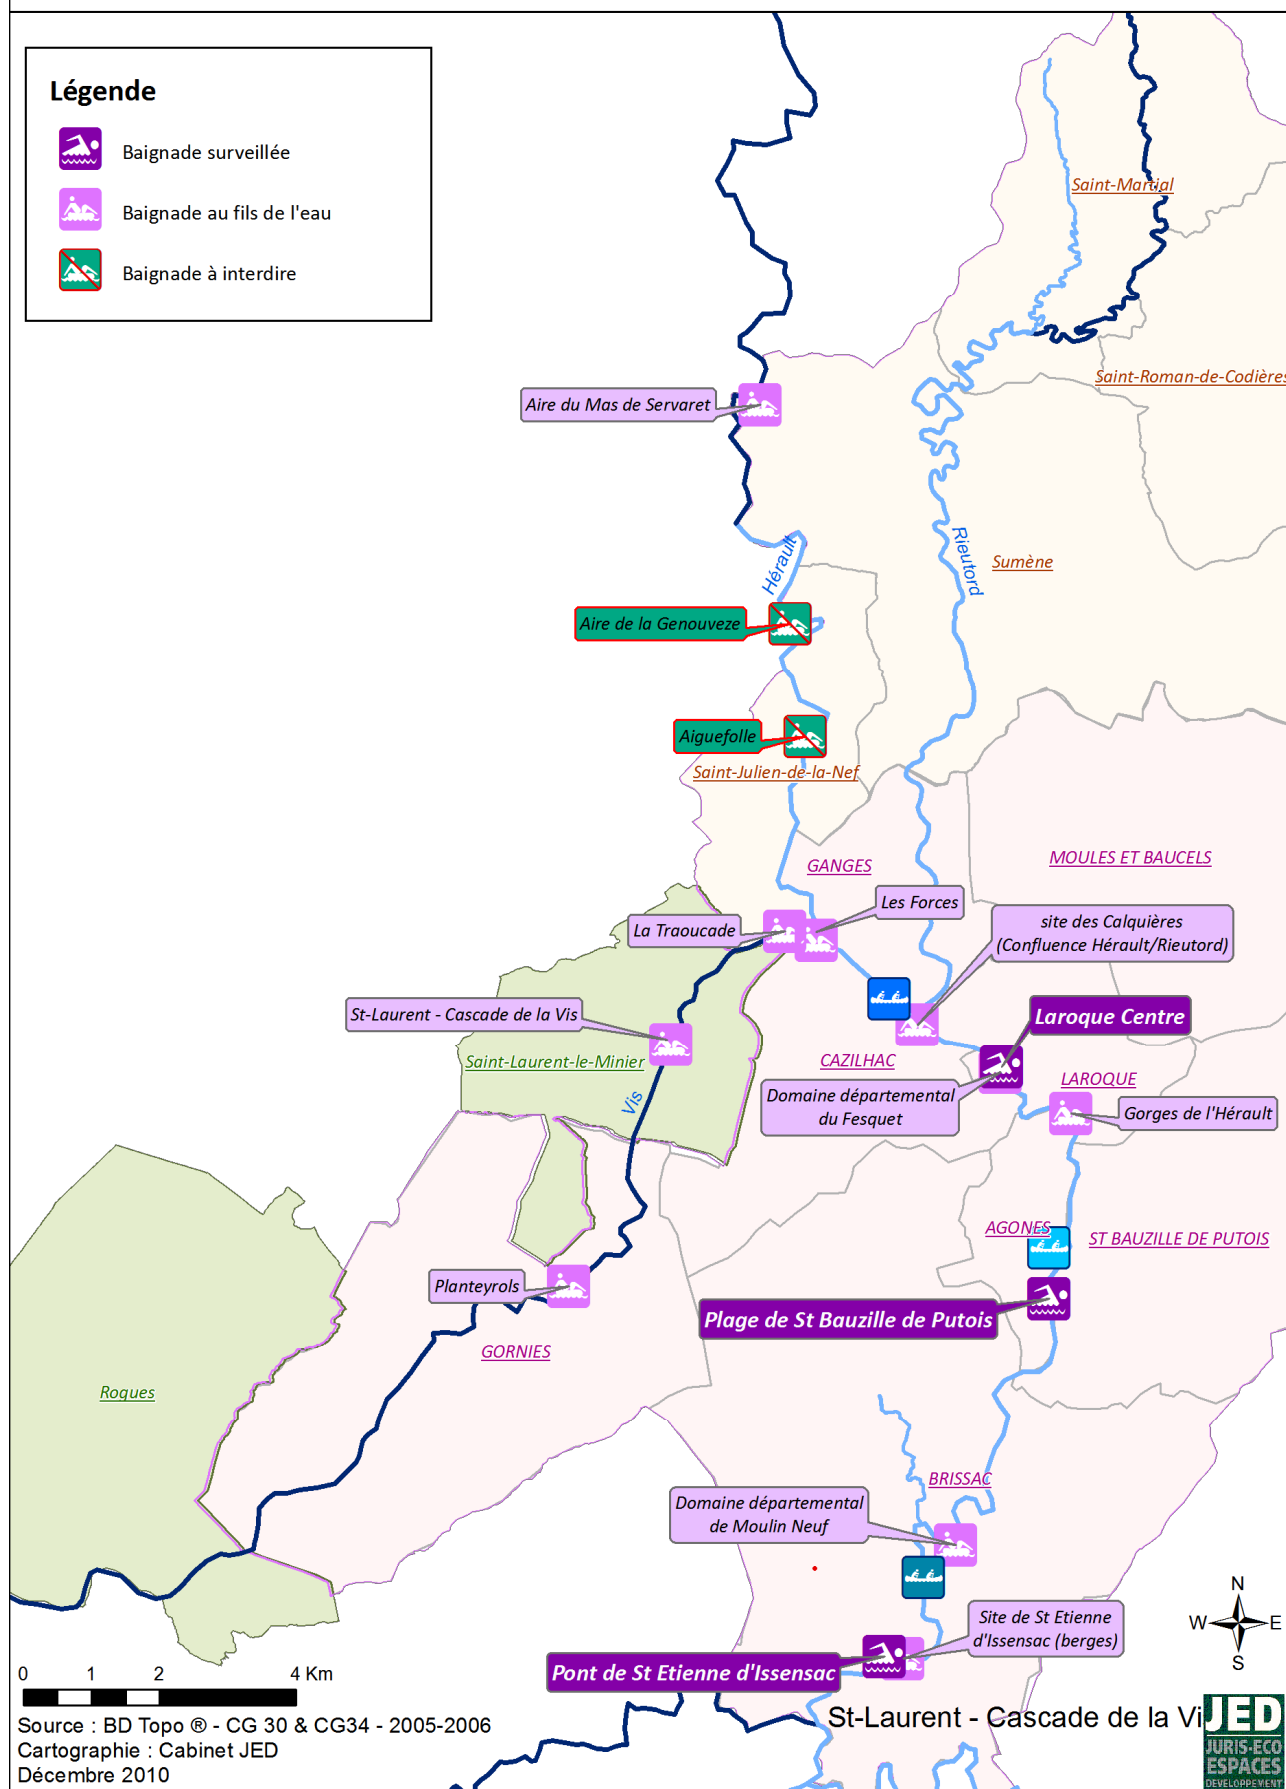 Légende
Baignade surveillée
Baignade au fils de l'eau
Baignade à interdire
Saint-Martial
Saint-Roman-de-Codières
Aire du Mas de Servaret
Hérault
Rieutord
Sumène
Aire de la Genouveze
Aiguefolle
Saint-Julien-de-la-Nef
GANGES
MOULES ET BAUCELS
Les Forces
La Traoucade
site des Calquières
(Confluence Hérault/Rieutord)
St-Laurent - Cascade de la Vis
Laroque Centre
Saint-Laurent-le-Minier
CAZILHAC
LAROQUE
Vis
Domaine départemental
du Fesquet
Gorges de l'Hérault
AGONES
ST BAUZILLE DE PUTOIS
Planteyrols
Plage de St Bauzille de Putois
GORNIES
Rogues
BRISSAC
Domaine départemental
de Moulin Neuf
Site de St Etienne
d'Issensac (berges)
Pont de St Etienne d'Issensac
N
W
E
S
0 1 2 4 Km
St-Laurent - Cascade de la Vi
Source : BD Topo ® - CG 30 & CG34 - 2005-2006
Cartographie : Cabinet JED
Décembre 2010
JED
JURIS-ECO
ESPACES
DEVELOPPEMENT